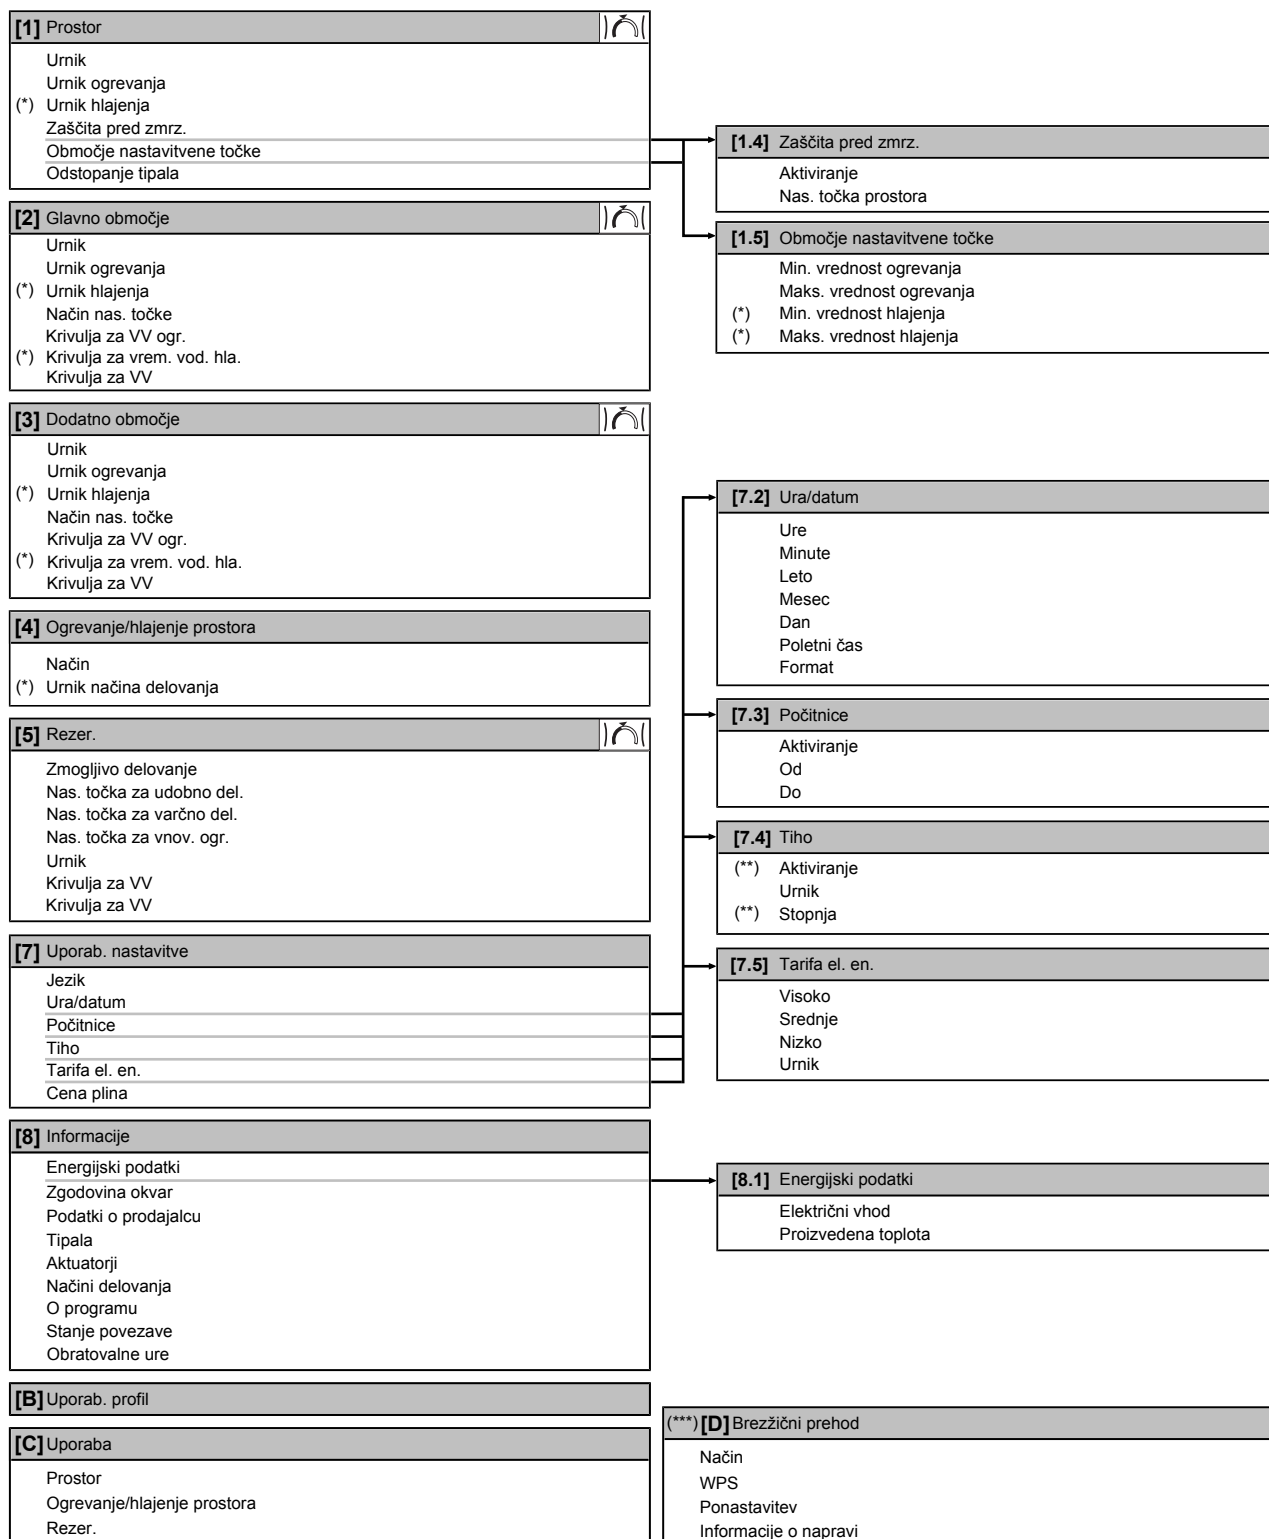 [1] Prostor
Urnik
Urnik ogrevanja
(*) Urnik hlajenja
Zaščita pred zmrz.
Območje nastavitvene točke
Odstopanje tipala
[1.4] Zaščita pred zmrz.
Aktiviranje
Nas. točka prostora
[1.5] Območje nastavitvene točke
Min. vrednost ogrevanja
Maks. vrednost ogrevanja
(*) Min. vrednost hlajenja
(*) Maks. vrednost hlajenja
[2] Glavno območje
Urnik
Urnik ogrevanja
(*) Urnik hlajenja
Način nas. točke
Krivulja za VV ogr.
(*) Krivulja za vrem. vod. hla.
Krivulja za VV
[3] Dodatno območje
Urnik
Urnik ogrevanja
(*) Urnik hlajenja
Način nas. točke
Krivulja za VV ogr.
(*) Krivulja za vrem. vod. hla.
Krivulja za VV
[4] Ogrevanje/hlajenje prostora
Način
(*) Urnik načina delovanja
[5] Rezer.
Zmogljivo delovanje
Nas. točka za udobno del.
Nas. točka za varčno del.
Nas. točka za vnov. ogr.
Urnik
Krivulja za VV
Krivulja za VV
[7] Uporab. nastavitve
Jezik
Ura/datum
Počitnice
Tiho
Tarifa el. en.
Cena plina
[7.2] Ura/datum
Ure
Minute
Leto
Mesec
Dan
Poletni čas
Format
[7.3] Počitnice
Aktiviranje
Od
Do
[7.4] Tiho
(**) Aktiviranje
Urnik
(**) Stopnja
[7.5] Tarifa el. en.
Visoko
Srednje
Nizko
Urnik
[8] Informacije
Energijski podatki
Zgodovina okvar
Podatki o prodajalcu
Tipala
Aktuatorji
Načini delovanja
O programu
Stanje povezave
Obratovalne ure
[8.1] Energijski podatki
Električni vhod
Proizvedena toplota
[B] Uporab. profil
[C] Uporaba
Prostor
Ogrevanje/hlajenje prostora
Rezer.
(***) [D] Brezžični prehod
Način
WPS
Ponastavitev
Informacije o napravi